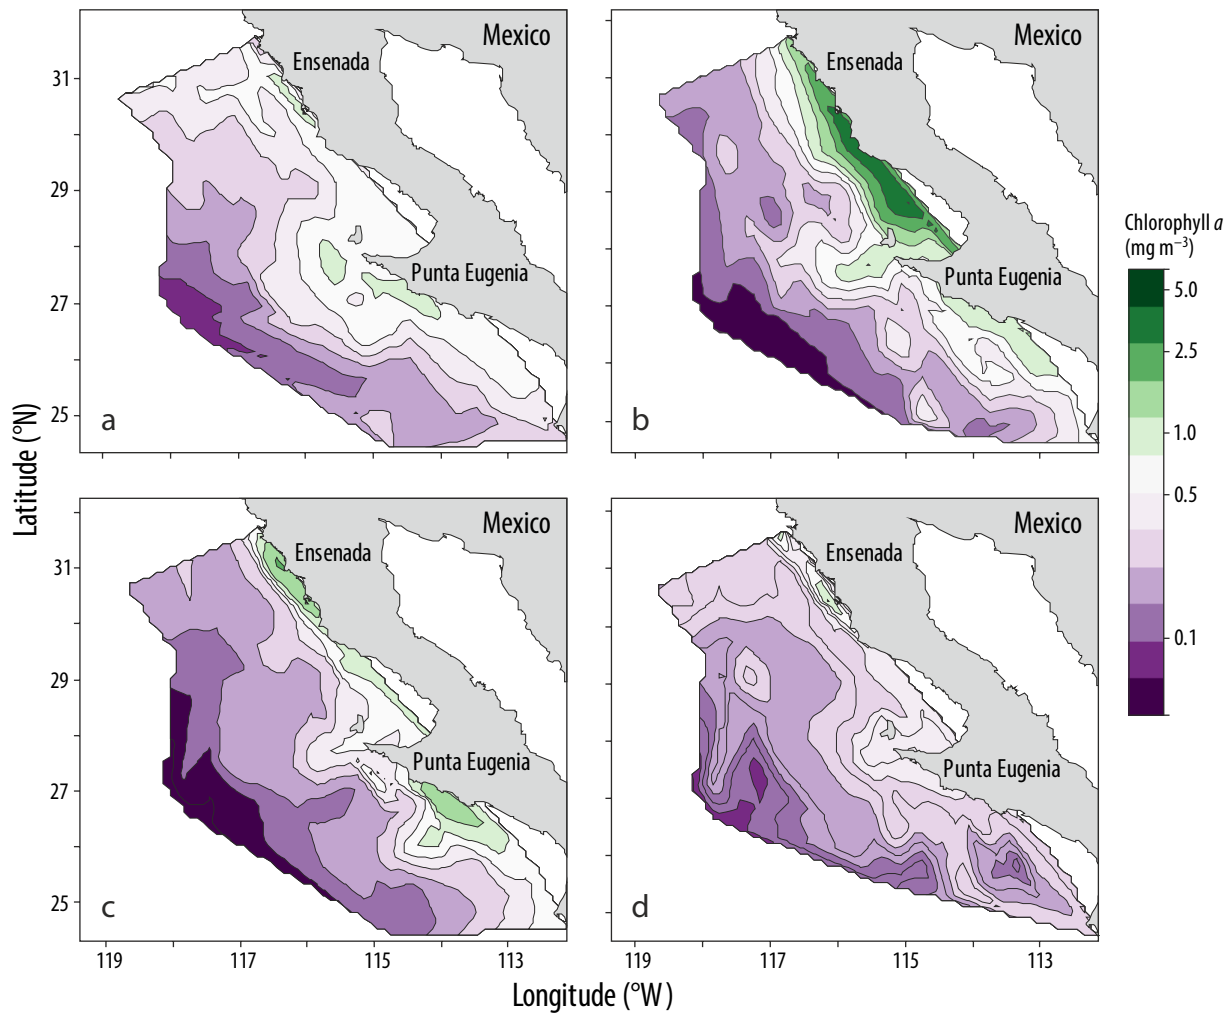 Mexico
Ensenada
Punta Eugenia
a
31
29
27
25
Mexico
Ensenada
Punta Eugenia
b
Chlorophyll a
(mg m⁻³)
5.0
2.5
1.0
0.5
0.1
Latitude (°N)
Mexico
Ensenada
Punta Eugenia
c
31
29
27
25
119
117
115
113
Mexico
Ensenada
Punta Eugenia
d
119
117
115
113
Longitude (°W)